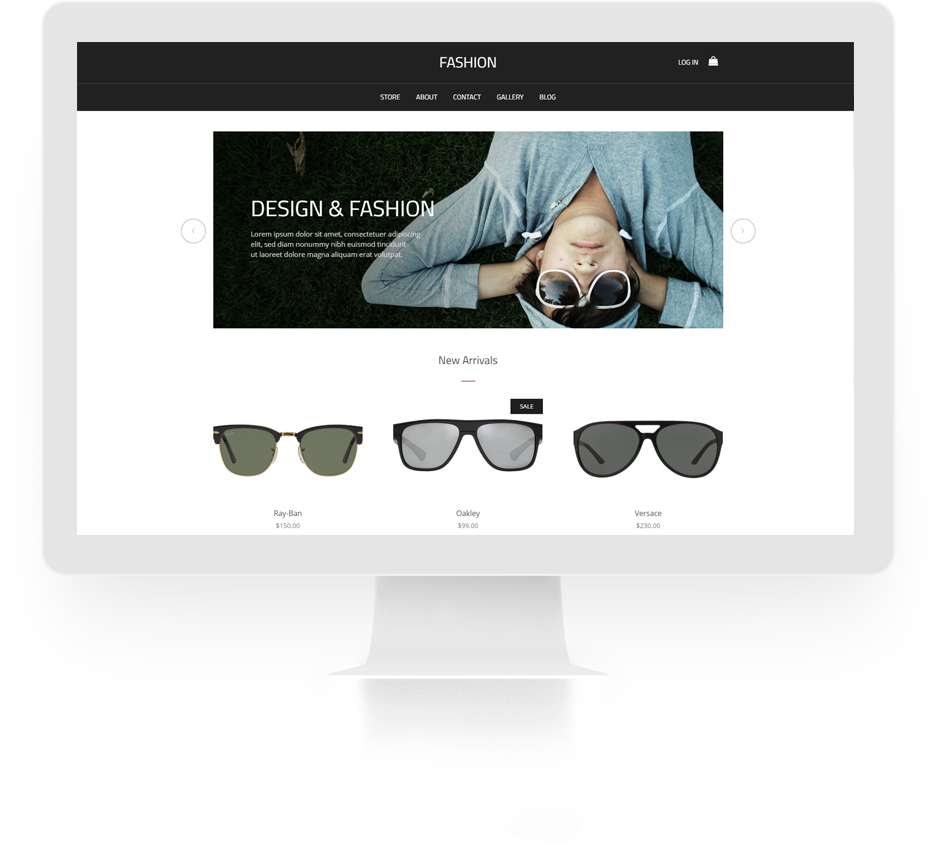 FASHION
LOG IN
STORE ABOUT CONTACT GALLERY BLOG
DESIGN & FASHION
Lorem ipsum dolor sit amet, consectetuer adipiscing
elit, sed diam nonummy nibh euismod tincidunt
ut laoreet dolore magna aliquam erat volutpat.
New Arrivals
SALE
Ray-Ban Oakley Versace
$150.00 $99.00 $230.00